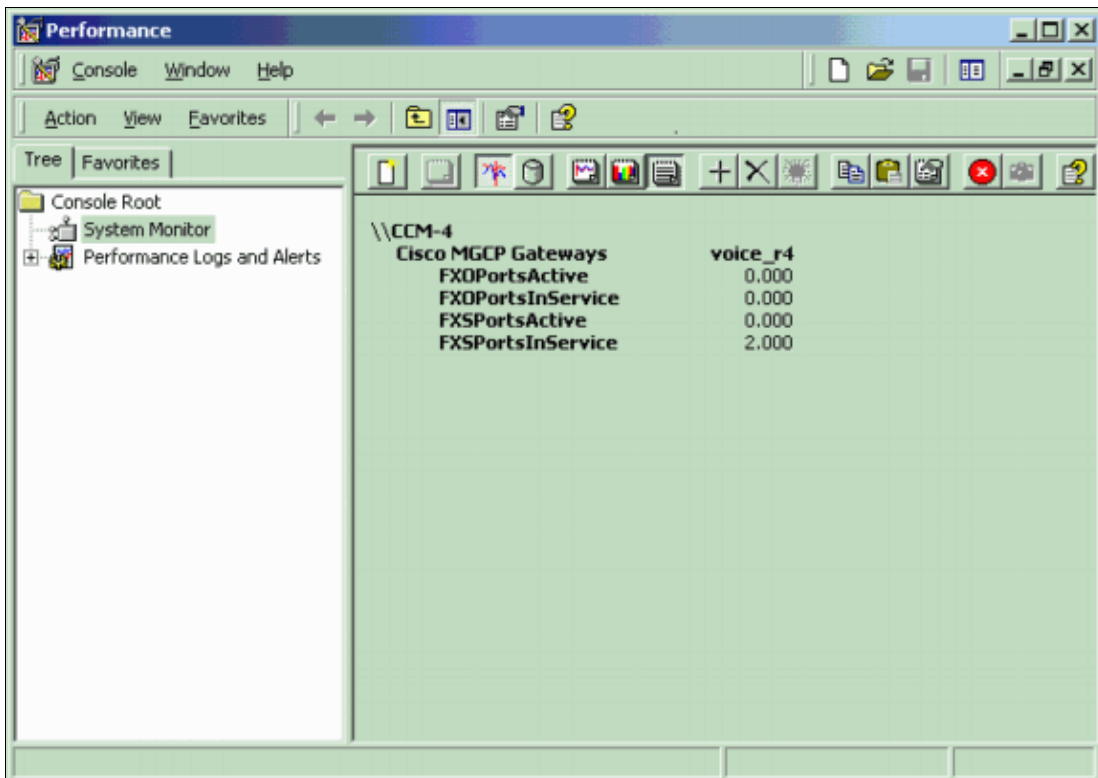 Performance
Console Window Help
Action View Favorites
Tree Favorites
Console Root
System Monitor
Performance Logs and Alerts
\\CCM-4
Cisco MGCP Gateways voice_r4
FXOPortsActive 0.000
FXOPortsInService 0.000
FXSPortsActive 0.000
FXSPortsInService 2.000